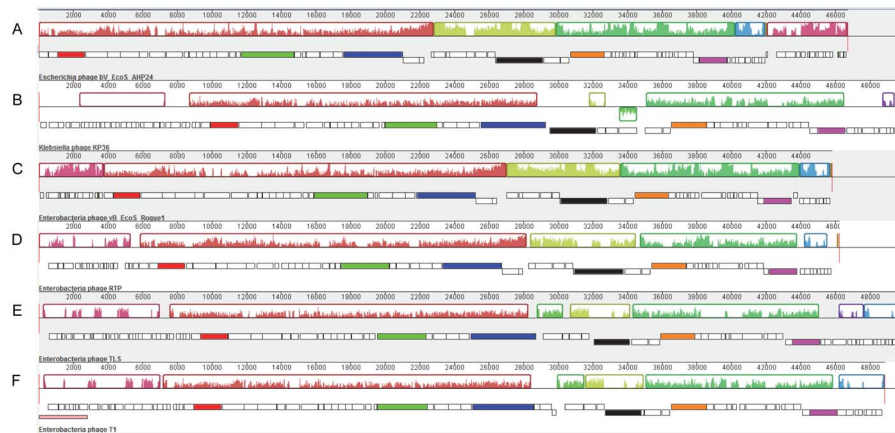 2000 4000 6000 8000 10000 12000 14000 16000 18000 20000 22000 24000 26000 28000 30000 32000 34000 36000 38000 40000 42000 44000 46000
A
Escherichia phage bV_EcoS_AHP24
2000 4000 6000 8000 10000 12000 14000 16000 18000 20000 22000 24000 26000 28000 30000 32000 34000 36000 38000 40000 42000 44000 46000 48000
B
Klebsiella phage KP36
2000 4000 6000 8000 10000 12000 14000 16000 18000 20000 22000 24000 26000 28000 30000 32000 34000 36000 38000 40000 42000 44000
C
Enterobacteria phage vB_EcoS_Rogue1
2000 4000 6000 8000 10000 12000 14000 16000 18000 20000 22000 24000 26000 28000 30000 32000 34000 36000 38000 40000 42000 44000 46000
D
Enterobacteria phage RTP
2000 4000 6000 8000 10000 12000 14000 16000 18000 20000 22000 24000 26000 28000 30000 32000 34000 36000 38000 40000 42000 44000 46000 48000
E
Enterobacteria phage TLS
2000 4000 6000 8000 10000 12000 14000 16000 18000 20000 22000 24000 26000 28000 30000 32000 34000 36000 38000 40000 42000 44000 46000 48000
F
Enterobacteria phage T1